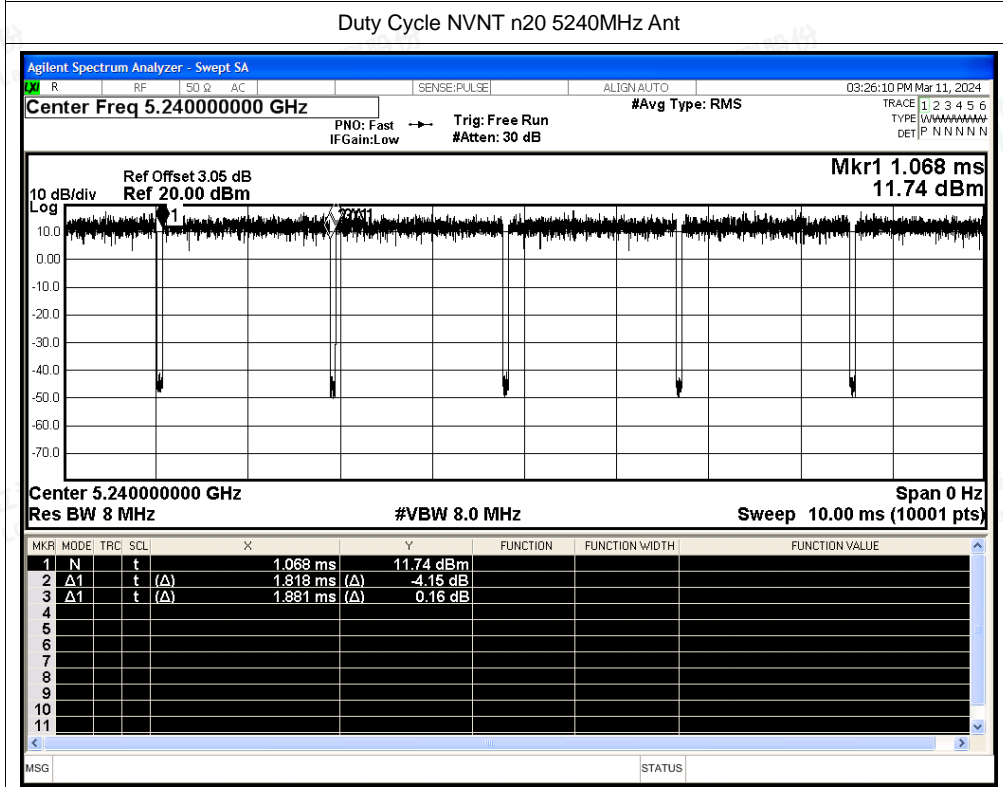 Duty Cycle NVNT n20 5240MHz Ant
Agilent Spectrum Analyzer - Swept SA
LXI R RF 50 Ω AC SENSE:PULSE ALIGN AUTO 03:26:10 PM Mar 11, 2024
Center Freq 5.240000000 GHz #Avg Type: RMS TRACE 1 2 3 4 5 6
PNO: Fast Trig: Free Run TYPE
IFGain:Low #Atten: 30 dB DET P N N N N N
Mkr1 1.068 ms
11.74 dBm
Ref Offset 3.05 dB
10 dB/div Ref 20.00 dBm
Log
1
10.0
0.00
-10.0
-20.0
-30.0
-40.0
-50.0
-60.0
-70.0
Center 5.240000000 GHz Span 0 Hz
Res BW 8 MHz #VBW 8.0 MHz Sweep 10.00 ms (10001 pts)
MKR MODE TRC SCL X Y FUNCTION FUNCTION WIDTH FUNCTION VALUE
1 N t 1.068 ms 11.74 dBm
2 Δ1 t (Δ) 1.818 ms (Δ) -4.15 dB
3 Δ1 t (Δ) 1.881 ms (Δ) 0.16 dB
4
5
6
7
8
9
10
11
MSG STATUS